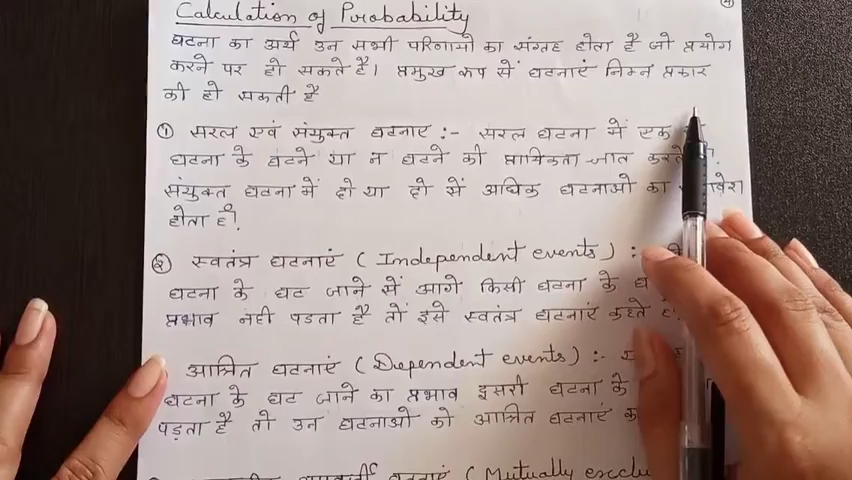 Calculation of Probability
घटना का अर्थ उन सभी परिणामो का संग्रह होता है जो प्रयोग
करने पर हो सकते है। प्रमुख रूप से घटनाएं निम्न प्रकार
की हो सकती है
① सरल एवं संयुक्त घटनाए :- सरल घटना में एक
घटना के घटने या न घटने की प्रायिकता ज्ञात करते
संयुक्त घटना में दो या दो से अधिक घटनाओ का
होता है।
② स्वतंत्र घटनाएं ( Independent events ) :
घटना के घट जाने से आगे किसी घटना के
प्रभाव नही पडता है तो इसे स्वतंत्र घटनाएं कहते है।
आश्रित घटनाएं ( Dependent events ) :-
घटना के घट जाने का प्रभाव दूसरी घटना के
पड़ता है तो उन घटनाओ को आश्रित घटनाएं
घटनाएं ( Mutually exclu